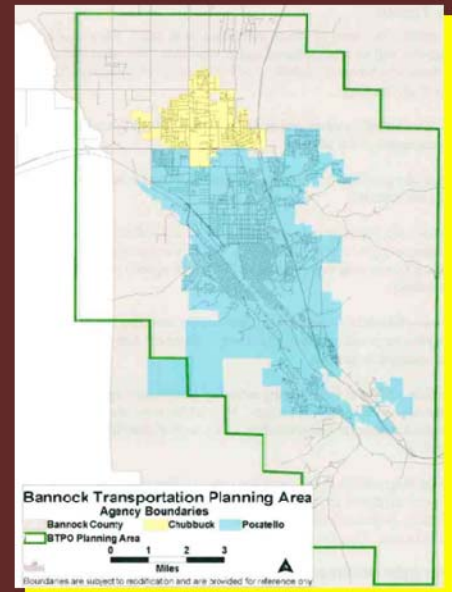 Bannock Transportation Planning Area
Agency Boundaries
Bannock County Chubbuck Pocatello
BTPO Planning Area
0 1 2 3
Miles
Boundaries are subject to modification and are provided for reference only